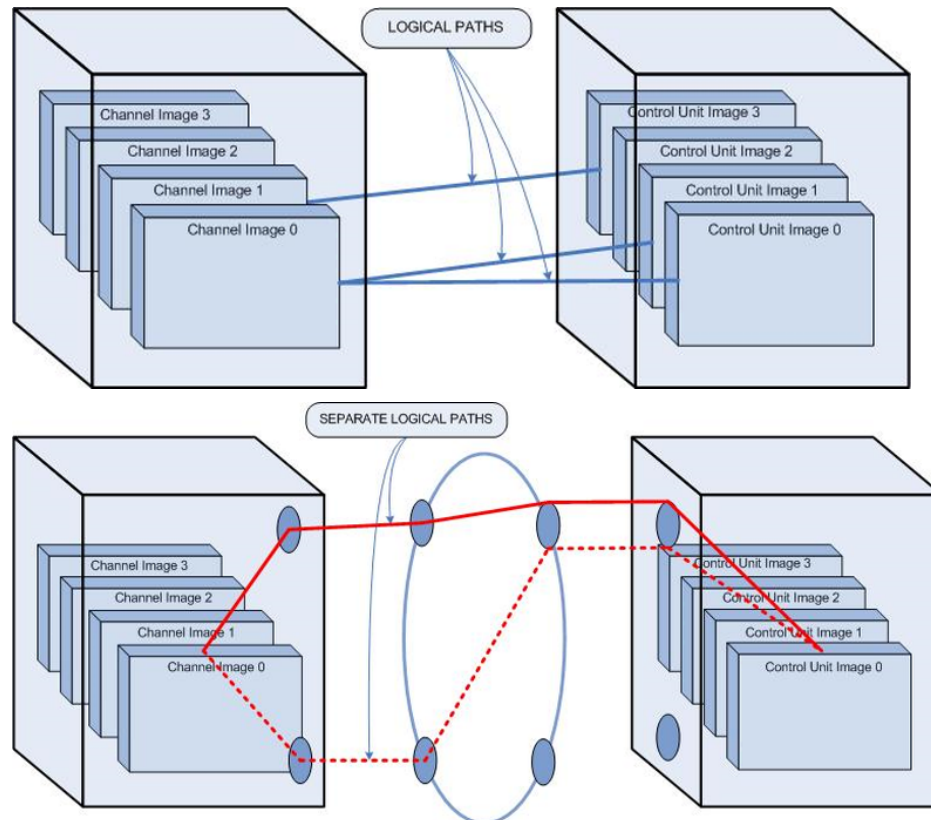 LOGICAL PATHS
Channel Image 3
Channel Image 2
Channel Image 1
Channel Image 0
Control Unit Image 3
Control Unit Image 2
Control Unit Image 1
Control Unit Image 0
SEPARATE LOGICAL PATHS
Channel Image 3
Channel Image 2
Channel Image 1
Channel Image 0
Control Unit Image 3
Control Unit Image 2
Control Unit Image 1
Control Unit Image 0